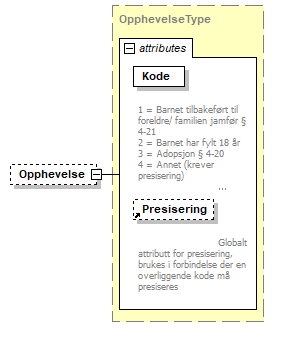 OpphevelseType
attributes
Kode
1 = Barnet tilbakeført til
foreldre/ familien jamfør §
4-21
2 = Barnet har fylt 18 år
3 = Adopsjon § 4-20
4 = Annet (krever
presisering)
...
Opphevelse
Presisering
Globalt
attributt for presisering,
brukes i forbindelse der en
overliggende kode må
presiseres